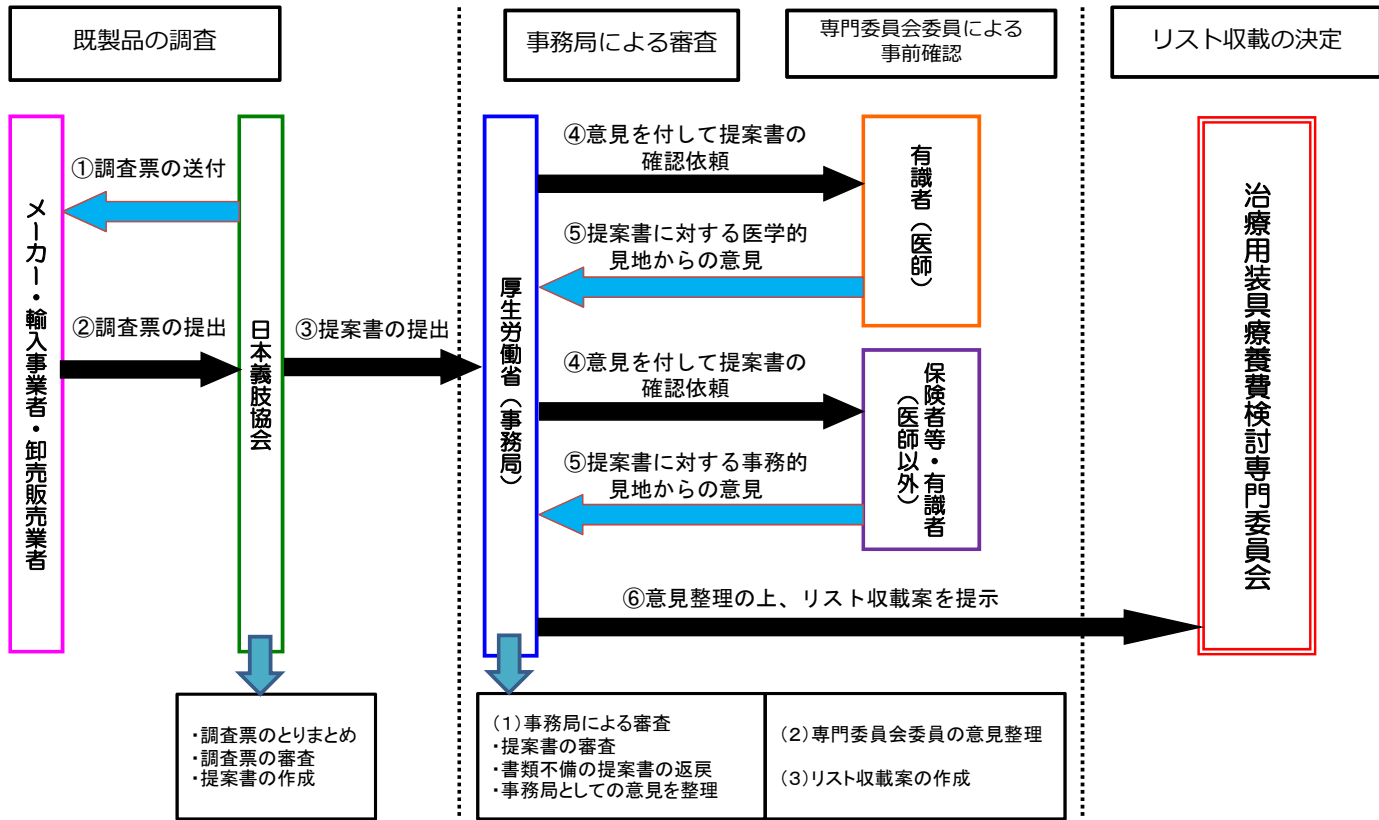 既製品の調査
事務局による審査
専門委員会委員による
事前確認
リスト収載の決定
メーカー・輸入事業者・卸売販売業者
①調査票の送付
②調査票の提出
日本義肢協会
③提案書の提出
厚生労働省（事務局）
④意見を付して提案書の
確認依頼
⑤提案書に対する医学的
見地からの意見
有識者（医師）
④意見を付して提案書の
確認依頼
⑤提案書に対する事務的
見地からの意見
保険者等・有識者
（医師以外）
⑥意見整理の上、リスト収載案を提示
治療用装具療養費検討専門委員会
・調査票のとりまとめ
・調査票の審査
・提案書の作成
（１）事務局による審査
・提案書の審査
・書類不備の提案書の返戻
・事務局としての意見を整理
（２）専門委員会委員の意見整理
（３）リスト収載案の作成